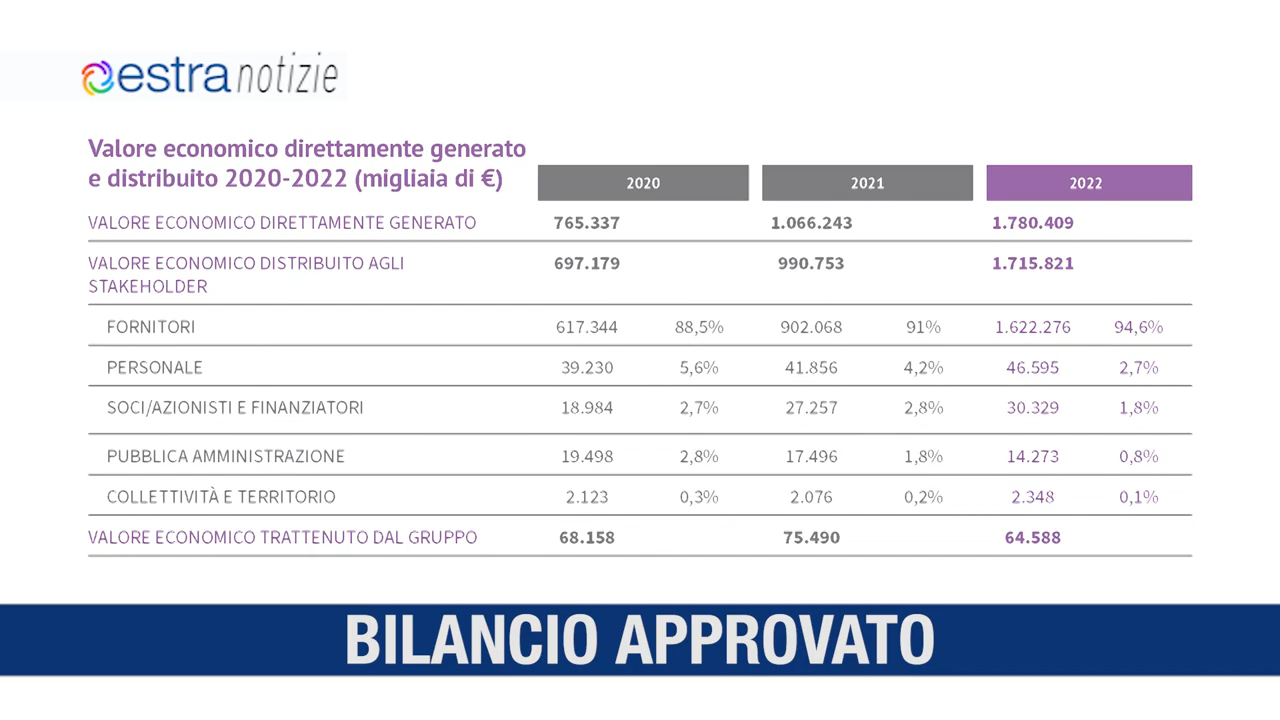 estra notizie
Valore economico direttamente generato
e distribuito 2020-2022 (migliaia di €)
2020 2021 2022
VALORE ECONOMICO DIRETTAMENTE GENERATO 765.337 1.066.243 1.780.409
VALORE ECONOMICO DISTRIBUITO AGLI 697.179 990.753 1.715.821
STAKEHOLDER
FORNITORI 617.344 88,5% 902.068 91% 1.622.276 94,6%
PERSONALE 39.230 5,6% 41.856 4,2% 46.595 2,7%
SOCI/AZIONISTI E FINANZIATORI 18.984 2,7% 27.257 2,8% 30.329 1,8%
PUBBLICA AMMINISTRAZIONE 19.498 2,8% 17.496 1,8% 14.273 0,8%
COLLETTIVITÀ E TERRITORIO 2.123 0,3% 2.076 0,2% 2.348 0,1%
VALORE ECONOMICO TRATTENUTO DAL GRUPPO 68.158 75.490 64.588
BILANCIO APPROVATO